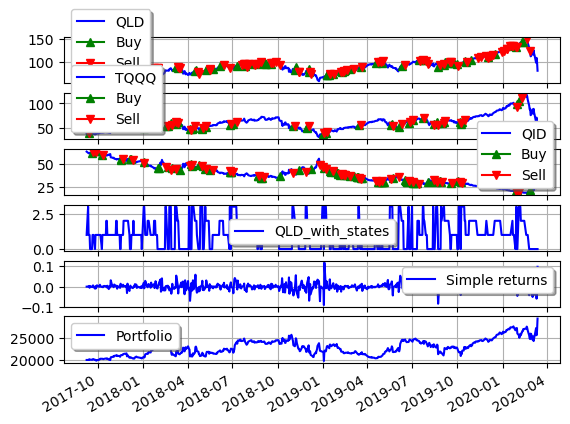 QLD
Buy
Sell
150
100
TQQQ
Buy
Sell
100
50
QID
Buy
Sell
50
25
QLD_with_states
2.5
0.0
Simple returns
0.1
0.0
−0.1
Portfolio
25000
20000
2017-10
2018-01
2018-04
2018-07
2018-10
2019-01
2019-04
2019-07
2019-10
2020-01
2020-04